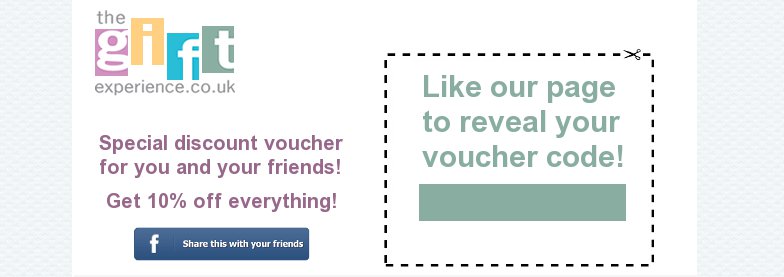 the
gift
experience.co.uk
Special discount voucher
for you and your friends!
Get 10% off everything!
f Share this with your friends
Like our page
to reveal your
voucher code!